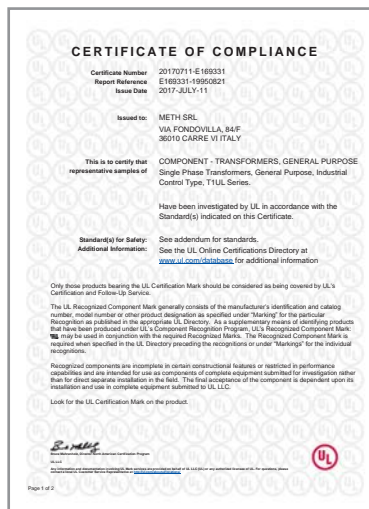 CERTIFICATE OF COMPLIANCE
Certificate Number 20170711-E169331
Report Reference E169331-19950821
Issue Date 2017-JULY-11
Issued to: METH SRL
VIA FONDOVILLA, 84/F
36010 CARRE VI ITALY
This is to certify that COMPONENT - TRANSFORMERS, GENERAL PURPOSE
representative samples of Single Phase Transformers, General Purpose, Industrial
Control Type, T1UL Series.
Have been investigated by UL in accordance with the
Standard(s) indicated on this Certificate.
Standard(s) for Safety: See addendum for standards.
Additional Information: See the UL Online Certifications Directory at
www.ul.com/database for additional information
Only those products bearing the UL Certification Mark should be considered as being covered by UL's
Certification and Follow-Up Service.
The UL Recognized Component Mark generally consists of the manufacturer's identification and catalog
number, model number or other product designation as specified under "Marking" for the particular
Recognition as published in the appropriate UL Directory. As a supplementary means of identifying products
that have been produced under UL's Component Recognition Program, UL's Recognized Component Mark:
may be used in conjunction with the required Recognized Marks. The Recognized Component Mark is
required when specified in the UL Directory preceding the recognitions or under "Markings" for the individual
recognitions.
Recognized components are incomplete in certain constructional features or restricted in performance
capabilities and are intended for use as components of complete equipment submitted for investigation rather
than for direct separate installation in the field. The final acceptance of the component is dependent upon its
installation and use in complete equipment submitted to UL LLC.
Look for the UL Certification Mark on the product.
UL LLC
UL
Page 1 of 2